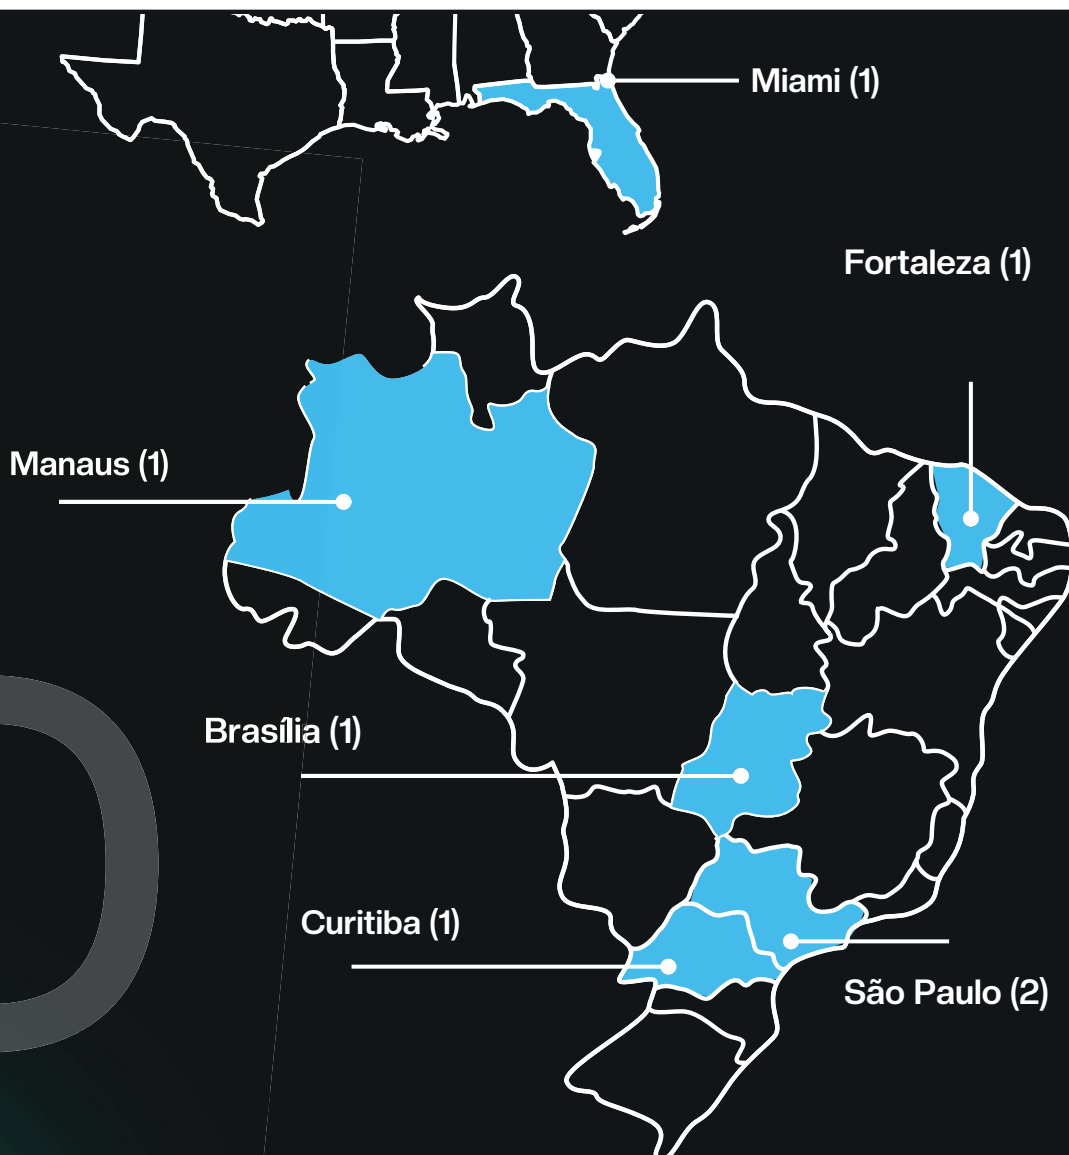 Miami (1)
Fortaleza (1)
Manaus (1)
Brasília (1)
Curitiba (1)
São Paulo (2)